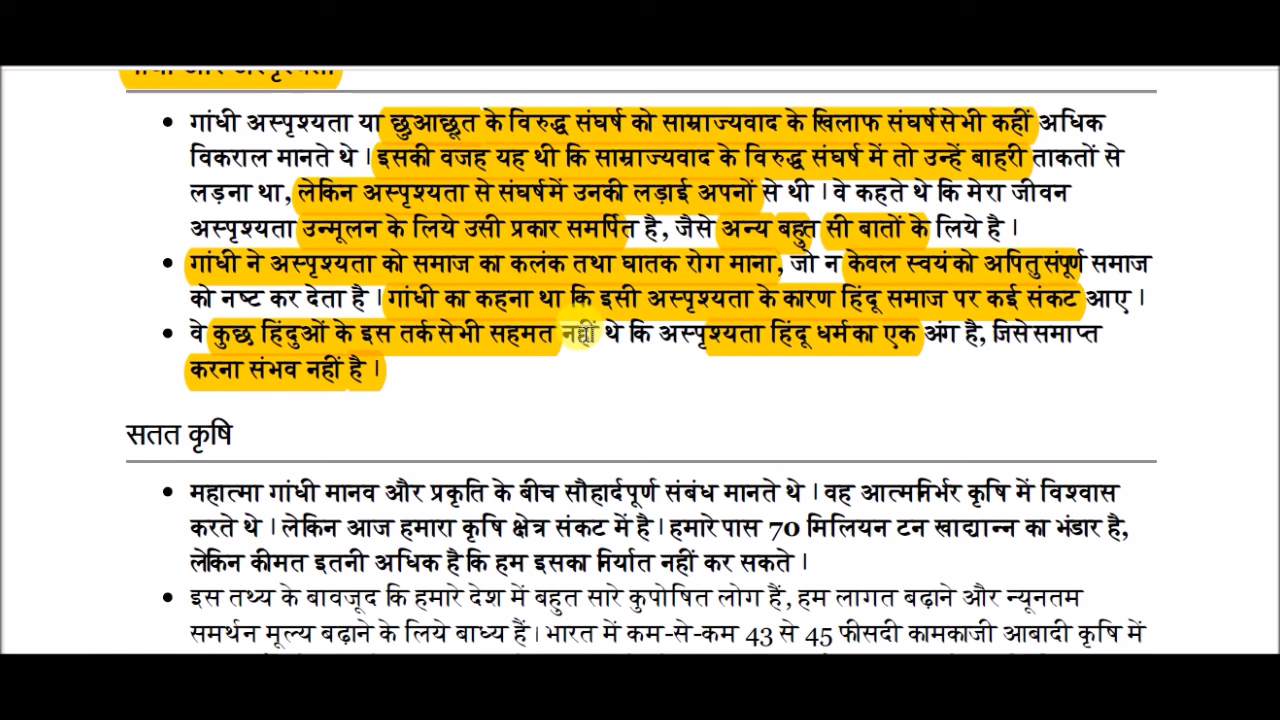 गांधी और अस्पृश्यता
गांधी अस्पृश्यता या छुआछूत के विरुद्ध संघर्ष को साम्राज्यवाद के खिलाफ संघर्ष से भी कहीं अधिक
विकराल मानते थे। इसकी वजह यह थी कि साम्राज्यवाद के विरुद्ध संघर्ष में तो उन्हें बाहरी ताकतों से
लड़ना था, लेकिन अस्पृश्यता से संघर्ष में उनकी लड़ाई अपनों से थी। वे कहते थे कि मेरा जीवन
अस्पृश्यता उन्मूलन के लिये उसी प्रकार समर्पित है, जैसे अन्य बहुत सी बातों के लिये है।
गांधी ने अस्पृश्यता को समाज का कलंक तथा घातक रोग माना, जो न केवल स्वयं को अपितु संपूर्ण समाज
को नष्ट कर देता है। गांधी का कहना था कि इसी अस्पृश्यता के कारण हिंदू समाज पर कई संकट आए।
वे कुछ हिंदुओं के इस तर्क से भी सहमत नहीं थे कि अस्पृश्यता हिंदू धर्म का एक अंग है, जिसे समाप्त
करना संभव नहीं है।
सतत कृषि
महात्मा गांधी मानव और प्रकृति के बीच सौहार्दपूर्ण संबंध मानते थे। वह आत्मनिर्भर कृषि में विश्वास
करते थे। लेकिन आज हमारा कृषि क्षेत्र संकट में है। हमारे पास 70 मिलियन टन खाद्यान्न का भंडार है,
लेकिन कीमत इतनी अधिक है कि हम इसका निर्यात नहीं कर सकते।
इस तथ्य के बावजूद कि हमारे देश में बहुत सारे कुपोषित लोग हैं, हम लागत बढ़ाने और न्यूनतम
समर्थन मूल्य बढ़ाने के लिये बाध्य हैं। भारत में कम-से-कम 43 से 45 फीसदी कामकाजी आबादी कृषि में